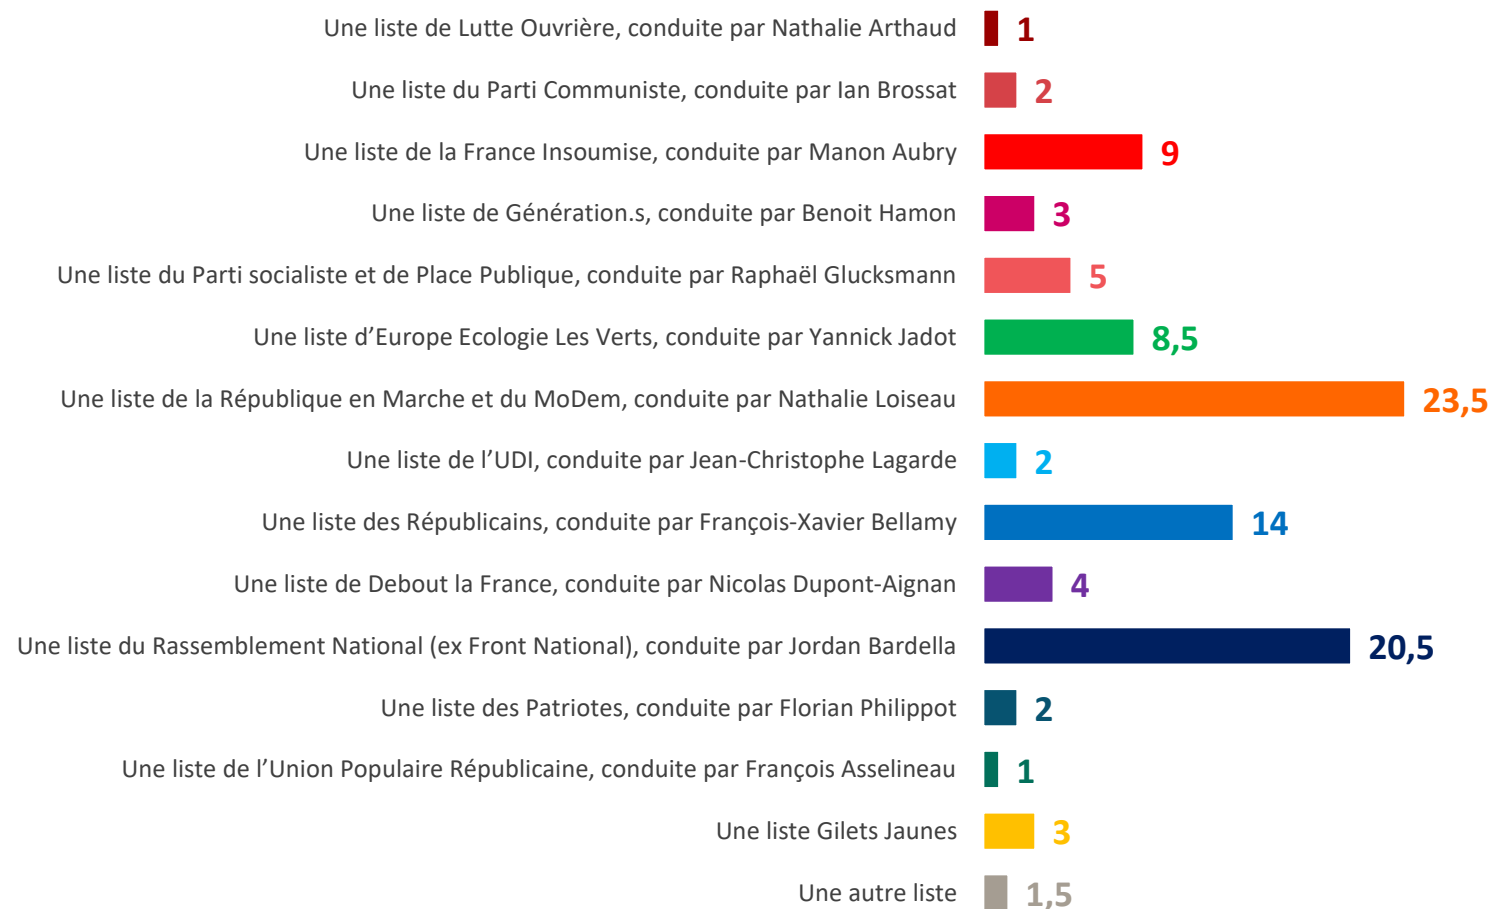 Une liste de Lutte Ouvrière, conduite par Nathalie Arthaud 1
Une liste du Parti Communiste, conduite par Ian Brossat 2
Une liste de la France Insoumise, conduite par Manon Aubry 9
Une liste de Génération.s, conduite par Benoit Hamon 3
Une liste du Parti socialiste et de Place Publique, conduite par Raphaël Glucksmann 5
Une liste d’Europe Ecologie Les Verts, conduite par Yannick Jadot 8,5
Une liste de la République en Marche et du MoDem, conduite par Nathalie Loiseau 23,5
Une liste de l’UDI, conduite par Jean-Christophe Lagarde 2
Une liste des Républicains, conduite par François-Xavier Bellamy 14
Une liste de Debout la France, conduite par Nicolas Dupont-Aignan 4
Une liste du Rassemblement National (ex Front National), conduite par Jordan Bardella 20,5
Une liste des Patriotes, conduite par Florian Philippot 2
Une liste de l’Union Populaire Républicaine, conduite par François Asselineau 1
Une liste Gilets Jaunes 3
Une autre liste 1,5